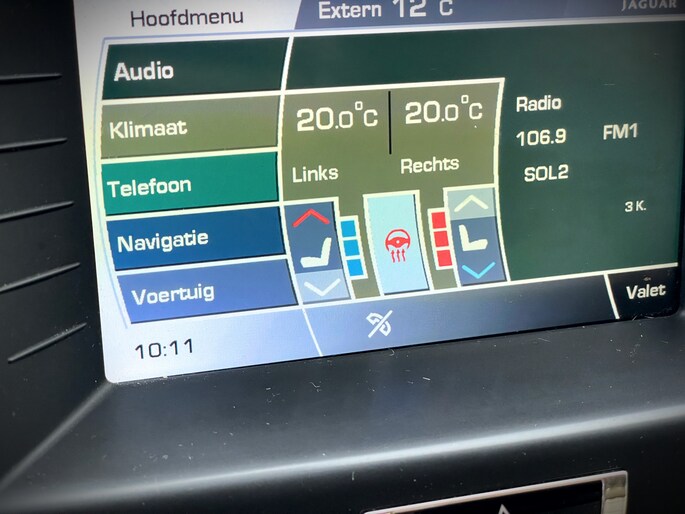 Hoofdmenu
Extern 12 C
JAGUAR
Audio
Klimaat
20.0°C
20.0°C
Radio
106.9
FM1
Telefoon
Links
Rechts
SOL2
3 K.
Navigatie
Voertuig
Valet
10:11